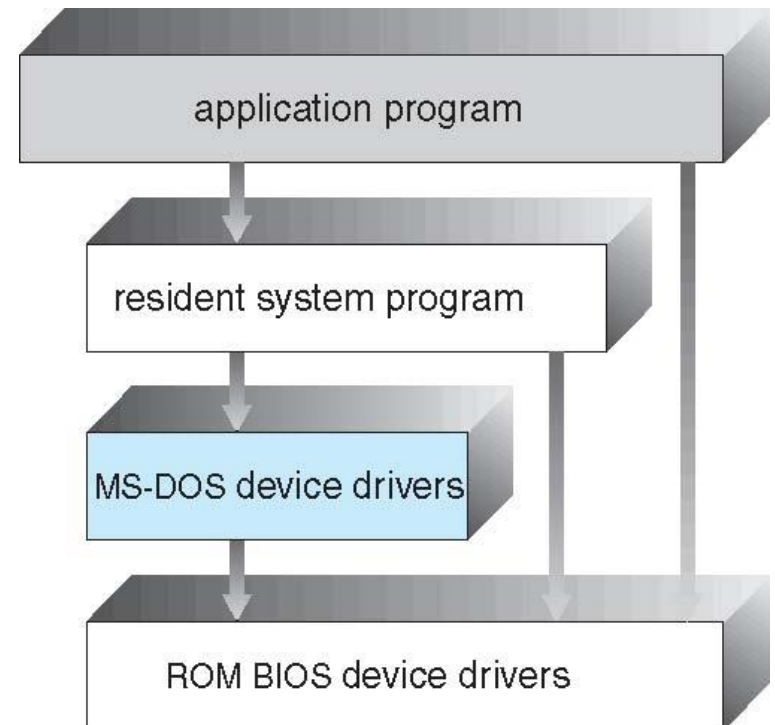 application program
resident system program
MS-DOS device drivers
ROM BIOS device drivers